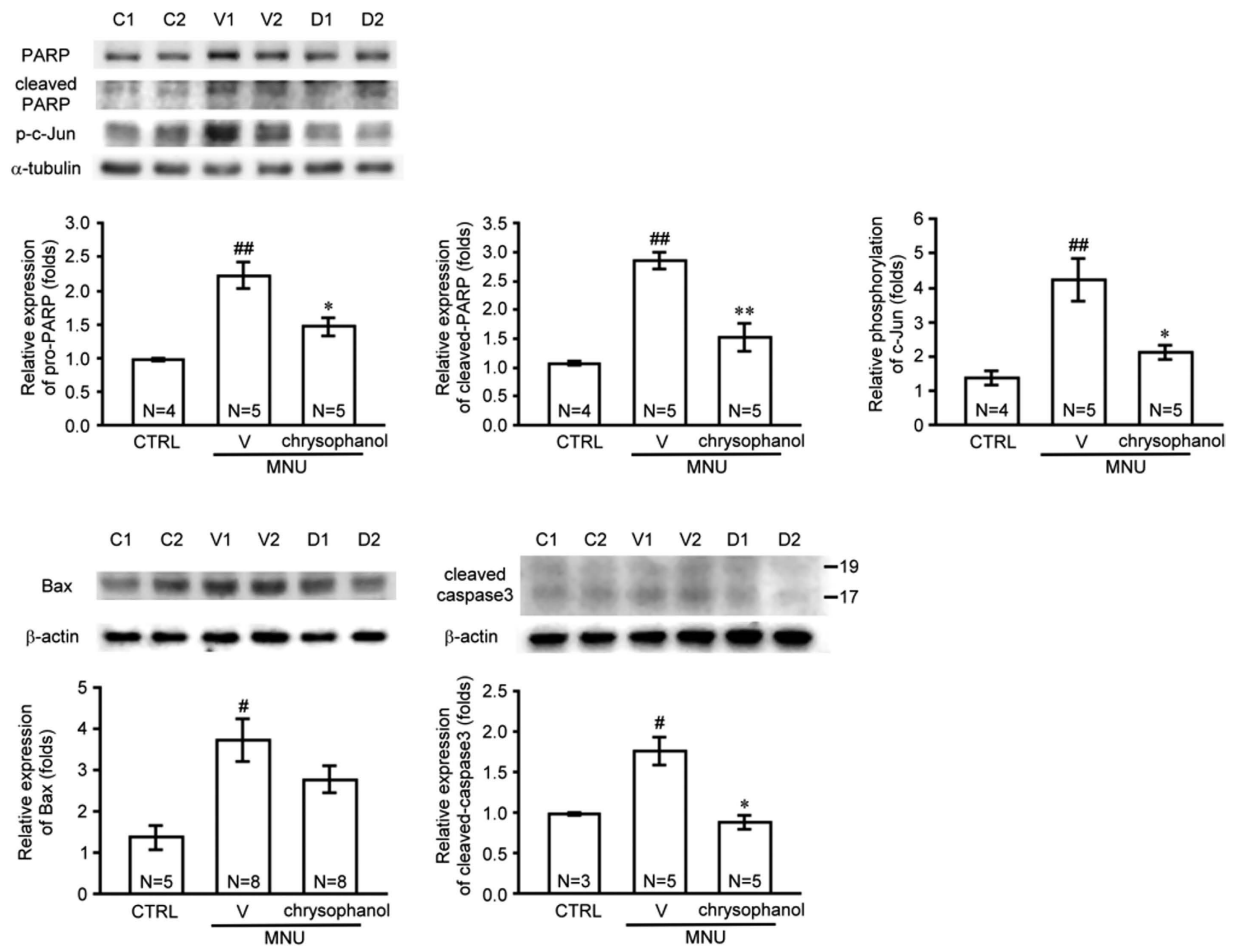 C1 C2 V1 V2 D1 D2
PARP
cleaved
PARP
p-c-Jun
α-tubulin
Relative expression
of pro-PARP (folds)
3.0
2.5
2.0
1.5
1.0
0.5
0.0
##
*
N=4 N=5 N=5
CTRL V chrysophanol
MNU
Relative expression
of cleaved-PARP (folds)
3.5
3.0
2.5
2.0
1.5
1.0
0.5
0.0
##
**
N=4 N=5 N=5
CTRL V chrysophanol
MNU
Relative phosphorylation
of c-Jun (folds)
6
5
4
3
2
1
0
##
*
N=4 N=5 N=5
CTRL V chrysophanol
MNU
C1 C2 V1 V2 D1 D2
Bax
β-actin
Relative expression
of Bax (folds)
5
4
3
2
1
0
#
N=5 N=8 N=8
CTRL V chrysophanol
MNU
C1 C2 V1 V2 D1 D2
cleaved
caspase3
19
17
β-actin
Relative expression
of cleaved-caspase3 (folds)
2.5
2.0
1.5
1.0
0.5
0.0
#
*
N=3 N=5 N=5
CTRL V chrysophanol
MNU